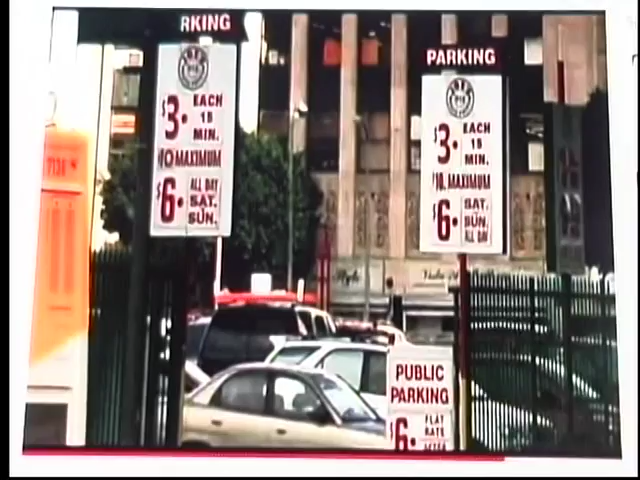 RKING
$3. EACH
15
MIN.
$10 MAXIMUM
$6. ALL DAY
SAT.
SUN.
PARKING
$3. EACH
15
MIN.
$10. MAXIMUM
$6. SAT.
SUN.
ALL DAY
PUBLIC
PARKING
$6. FLAT
RATE